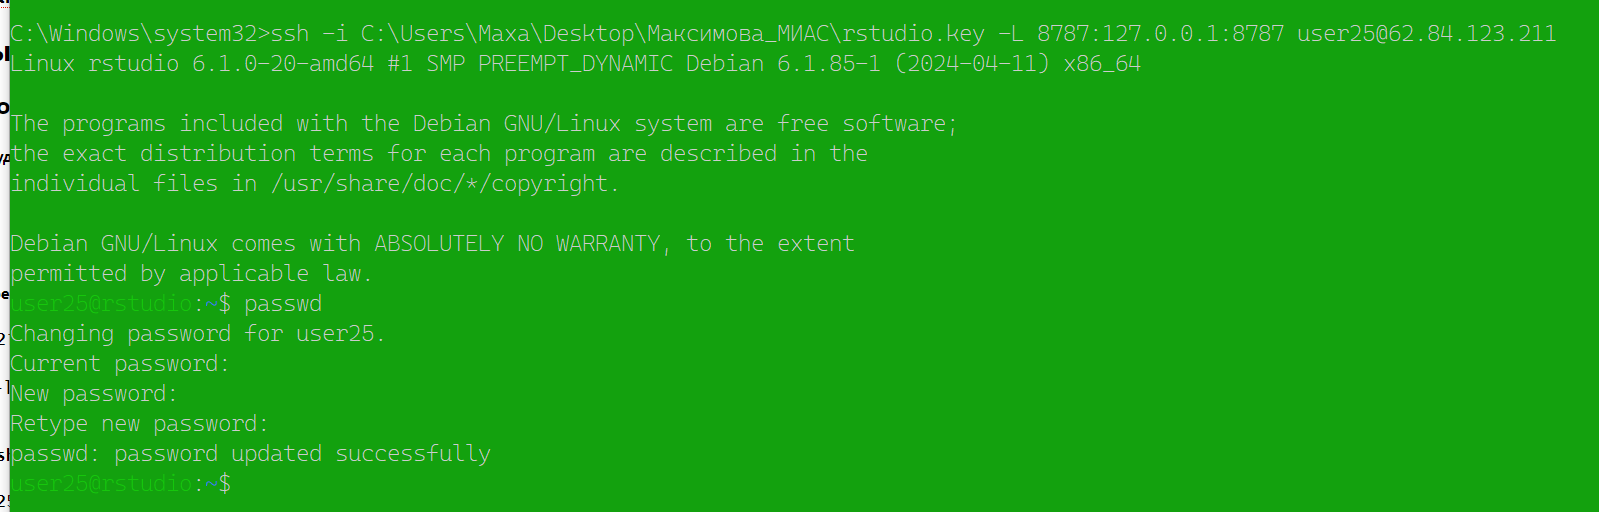 C:\Windows\system32>ssh -i C:\Users\Maxa\Desktop\Максимова_МИАС\rstudio.key -L 8787:127.0.0.1:8787 user25@62.84.123.211
Linux rstudio 6.1.0-20-amd64 #1 SMP PREEMPT_DYNAMIC Debian 6.1.85-1 (2024-04-11) x86_64
The programs included with the Debian GNU/Linux system are free software;
the exact distribution terms for each program are described in the
individual files in /usr/share/doc/*/copyright.
Debian GNU/Linux comes with ABSOLUTELY NO WARRANTY, to the extent
permitted by applicable law.
user25@rstudio:~$ passwd
Changing password for user25.
Current password:
New password:
Retype new password:
passwd: password updated successfully
user25@rstudio:~$